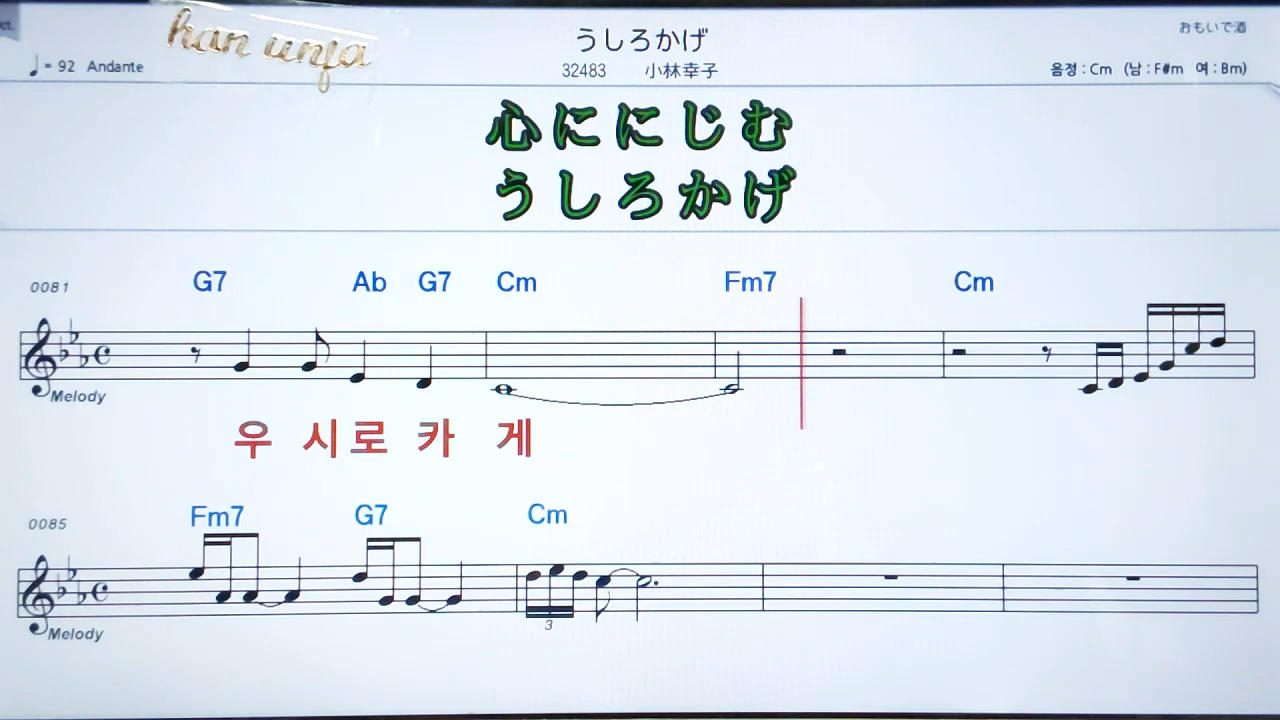 han unja
うしろかげ
おもいで酒
♩= 92 Andante
32483 小林幸子
음정 : Cm (남 : F#m 여 : Bm)
心ににじむ
うしろかげ
0081 G7 Ab G7 Cm Fm7 Cm
Melody
우 시로 카 게
0085 Fm7 G7 Cm
3
Melody